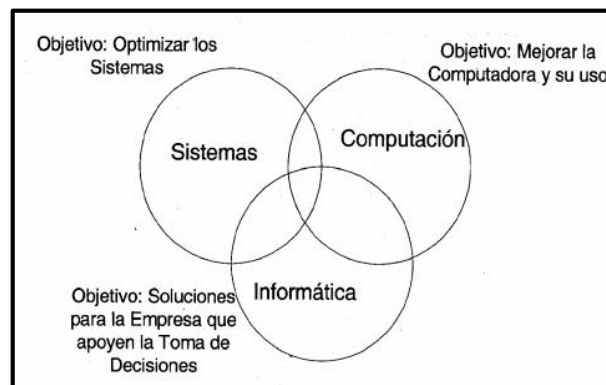 Objetivo: Optimizar los
Sistemas
Objetivo: Mejorar la
Computadora y su uso
Sistemas
Computación
Informática
Objetivo: Soluciones
para la Empresa que
apoyen la Toma de
Decisiones